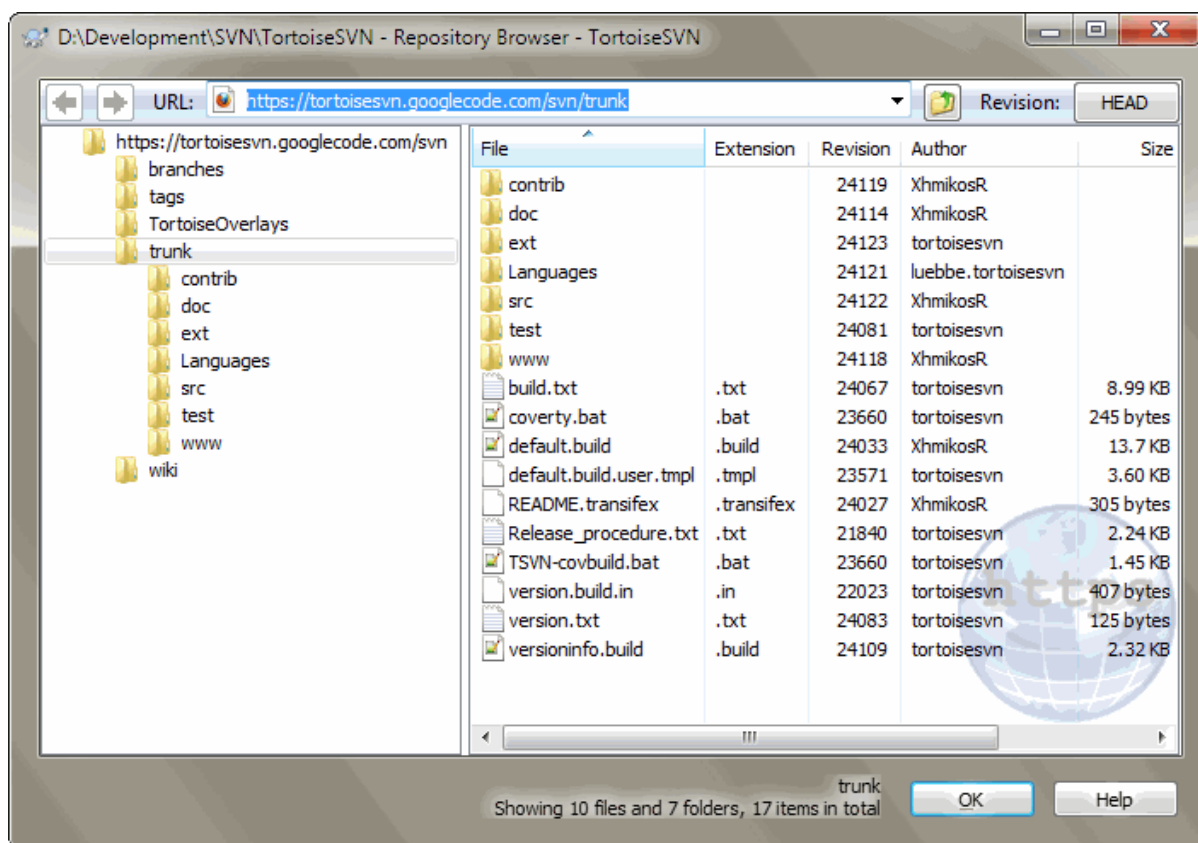 D:\Development\SVN\TortoiseSVN - Repository Browser - TortoiseSVN
URL: https://tortoisesvn.googlecode.com/svn/trunk Revision: HEAD
https://tortoisesvn.googlecode.com/svn
branches
tags
TortoiseOverlays
trunk
contrib
doc
ext
Languages
src
test
www
wiki
File Extension Revision Author Size
contrib 24119 XhmikosR
doc 24114 XhmikosR
ext 24123 tortoisesvn
Languages 24121 luebbe.tortoisesvn
src 24122 XhmikosR
test 24081 tortoisesvn
www 24118 XhmikosR
build.txt .txt 24067 tortoisesvn 8.99 KB
coverty.bat .bat 23660 tortoisesvn 245 bytes
default.build .build 24033 XhmikosR 13.7 KB
default.build.user.tmpl .tmpl 23571 tortoisesvn 3.60 KB
README.transifex .transifex 24027 XhmikosR 305 bytes
Release_procedure.txt .txt 21840 tortoisesvn 2.24 KB
TSVN-covbuild.bat .bat 23660 tortoisesvn 1.45 KB
version.build.in .in 22023 tortoisesvn 407 bytes
version.txt .txt 24083 tortoisesvn 125 bytes
versioninfo.build .build 24109 tortoisesvn 2.32 KB
https
trunk
Showing 10 files and 7 folders, 17 items in total
OK Help